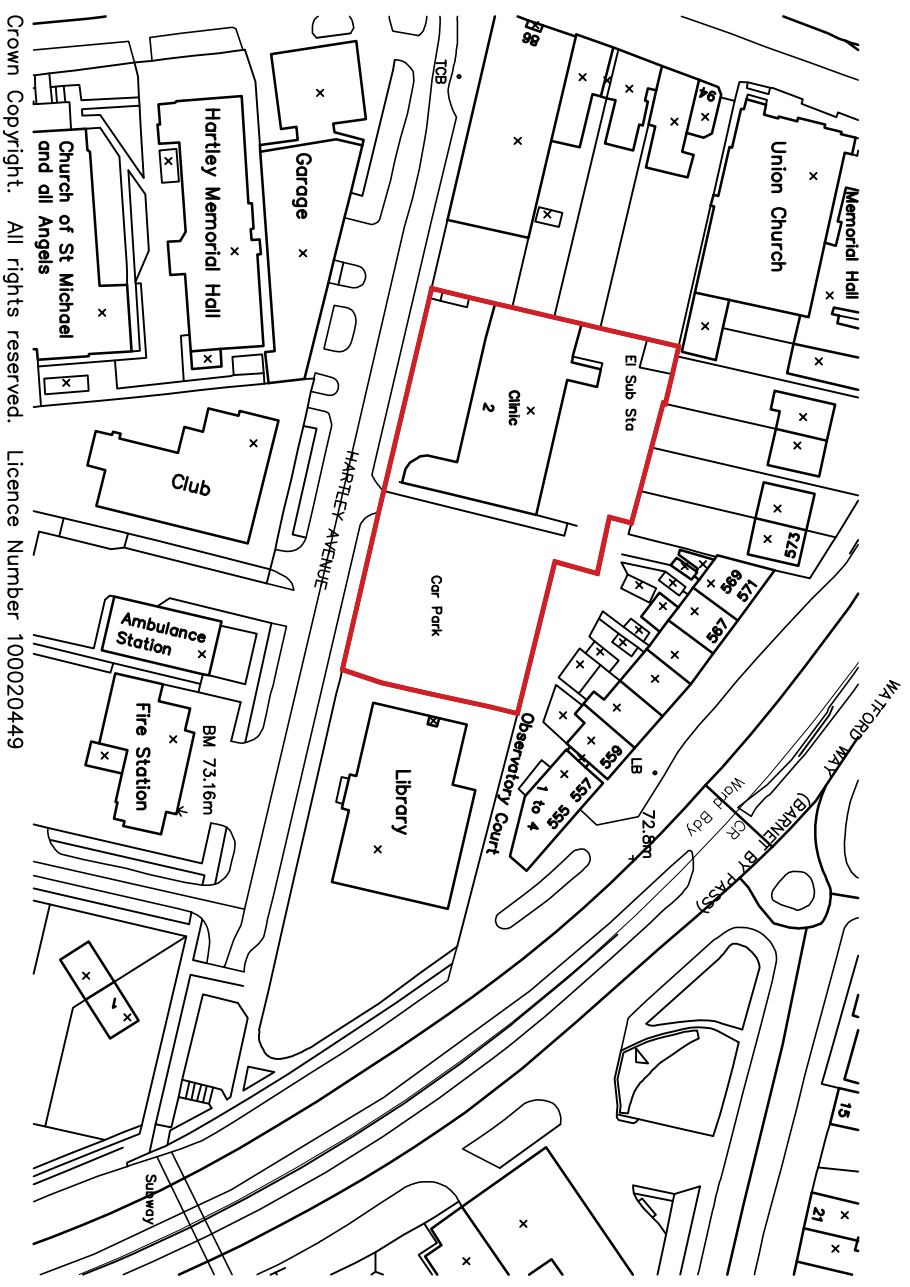 86
TCB
94
Union Church
Memorial Hall
Garage
Hartley Memorial Hall
Church of St Michael
and all Angels
El Sub Sta
Clinic
2
573
Club
HARTLEY AVENUE
Car Park
569
571
567
Ambulance
Station
Fire Station
BM 73.16m
559
LB
557
555
1 to 4
Observatory Court
Library
72.8m
Ward Bdy
CR
WATFORD WAY
(BARNET BY PASS)
1
15
21
Subway
Crown Copyright. All rights reserved. Licence Number 100020449